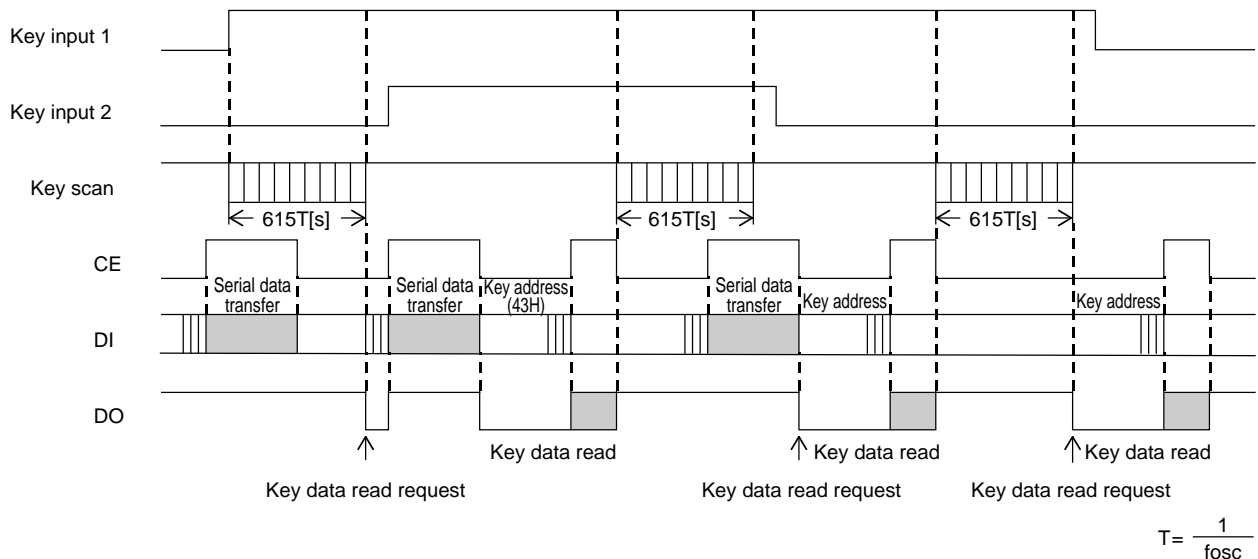 Key input 1
Key input 2
Key scan
615T[s]
615T[s]
615T[s]
CE
Serial data
transfer
Serial data
transfer
Key address
(43H)
Serial data
transfer
Key address
Key address
DI
DO
Key data read
Key data read
Key data read
Key data read request
Key data read request
Key data read request
T= 1
fosc